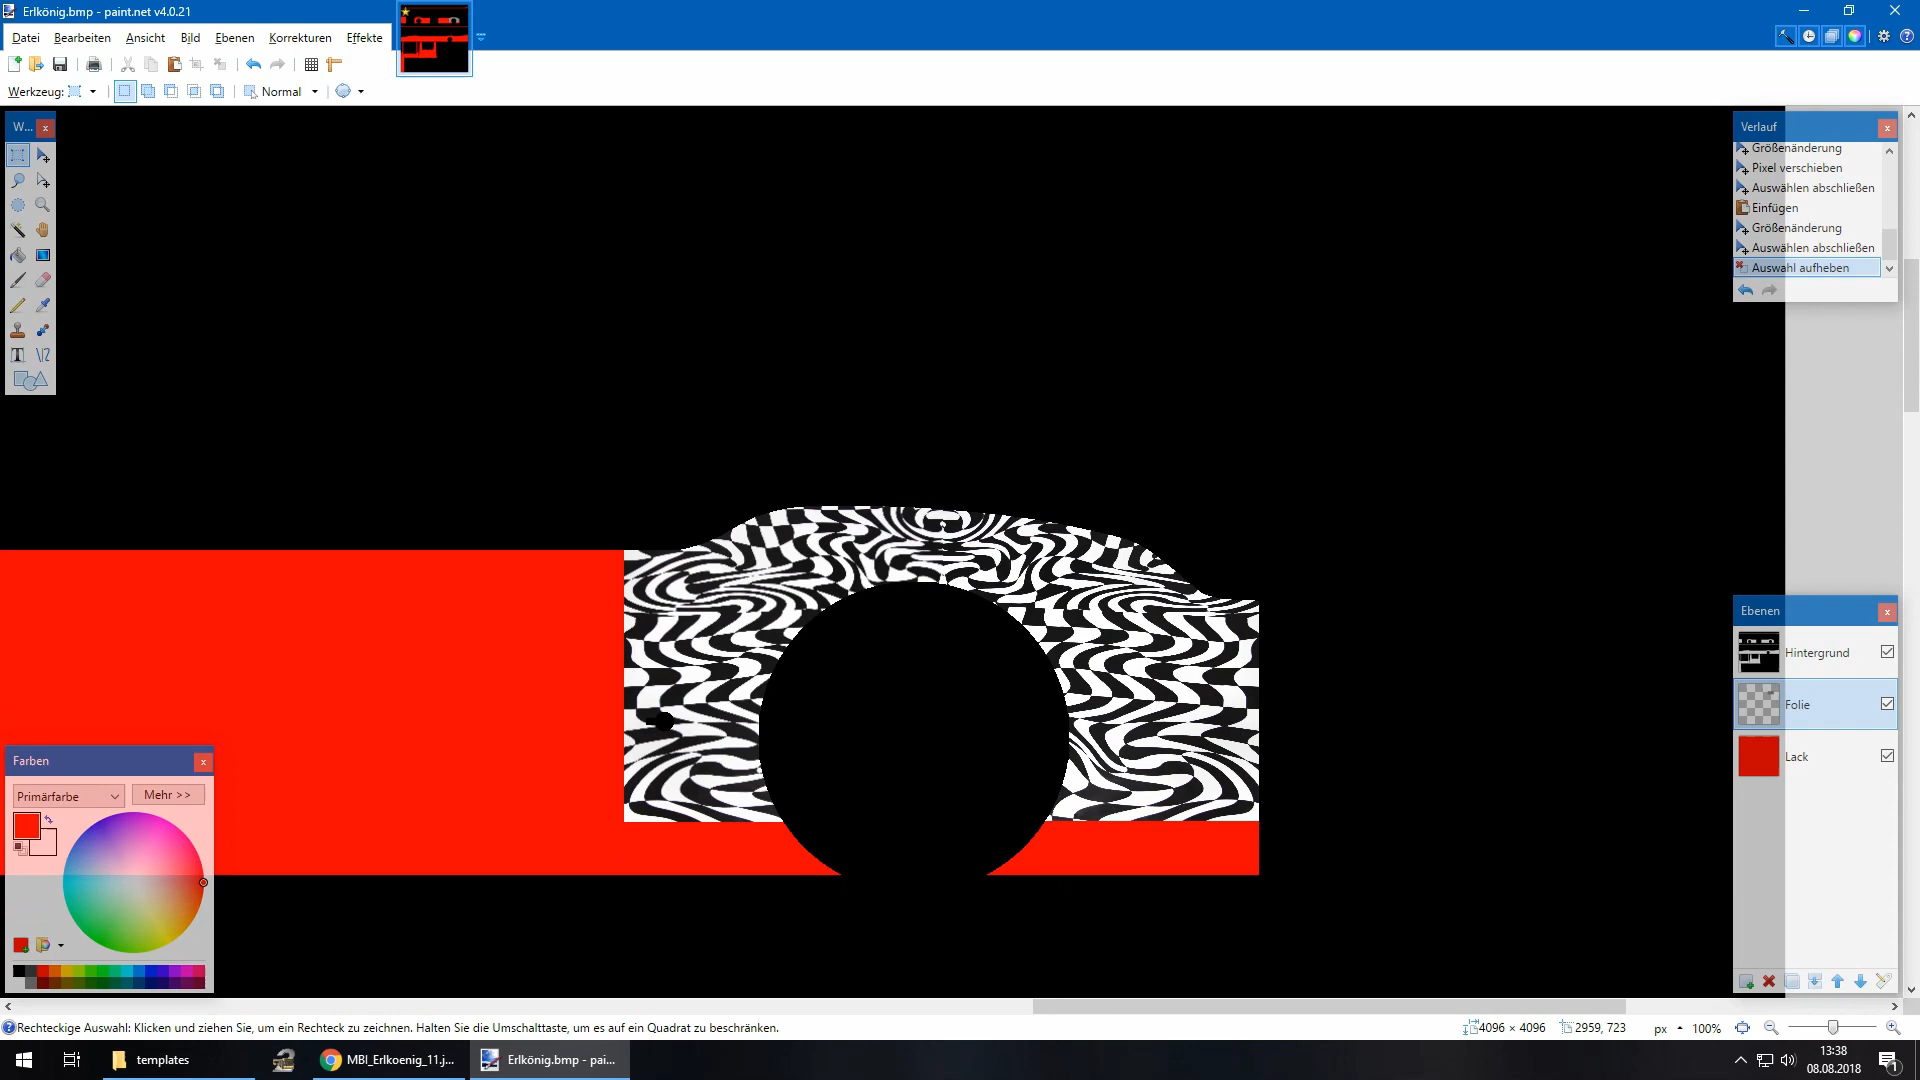 Erlkönig.bmp - paint.net v4.0.21
Datei Bearbeiten Ansicht Bild Ebenen Korrekturen Effekte
Werkzeug: Normal
W...
Verlauf
Größenänderung
Pixel verschieben
Auswählen abschließen
Einfügen
Größenänderung
Auswählen abschließen
Auswahl aufheben
Ebenen
Hintergrund
Folie
Lack
Farben
Primärfarbe Mehr >>
Rechteckige Auswahl: Klicken und ziehen Sie, um ein Rechteck zu zeichnen. Halten Sie die Umschalttaste, um es auf ein Quadrat zu beschränken.
4096 × 4096 2959, 723 px 100%
templates MBI_Erlkoenig_11.j... Erlkönig.bmp - pai...
13:38
08.08.2018
1